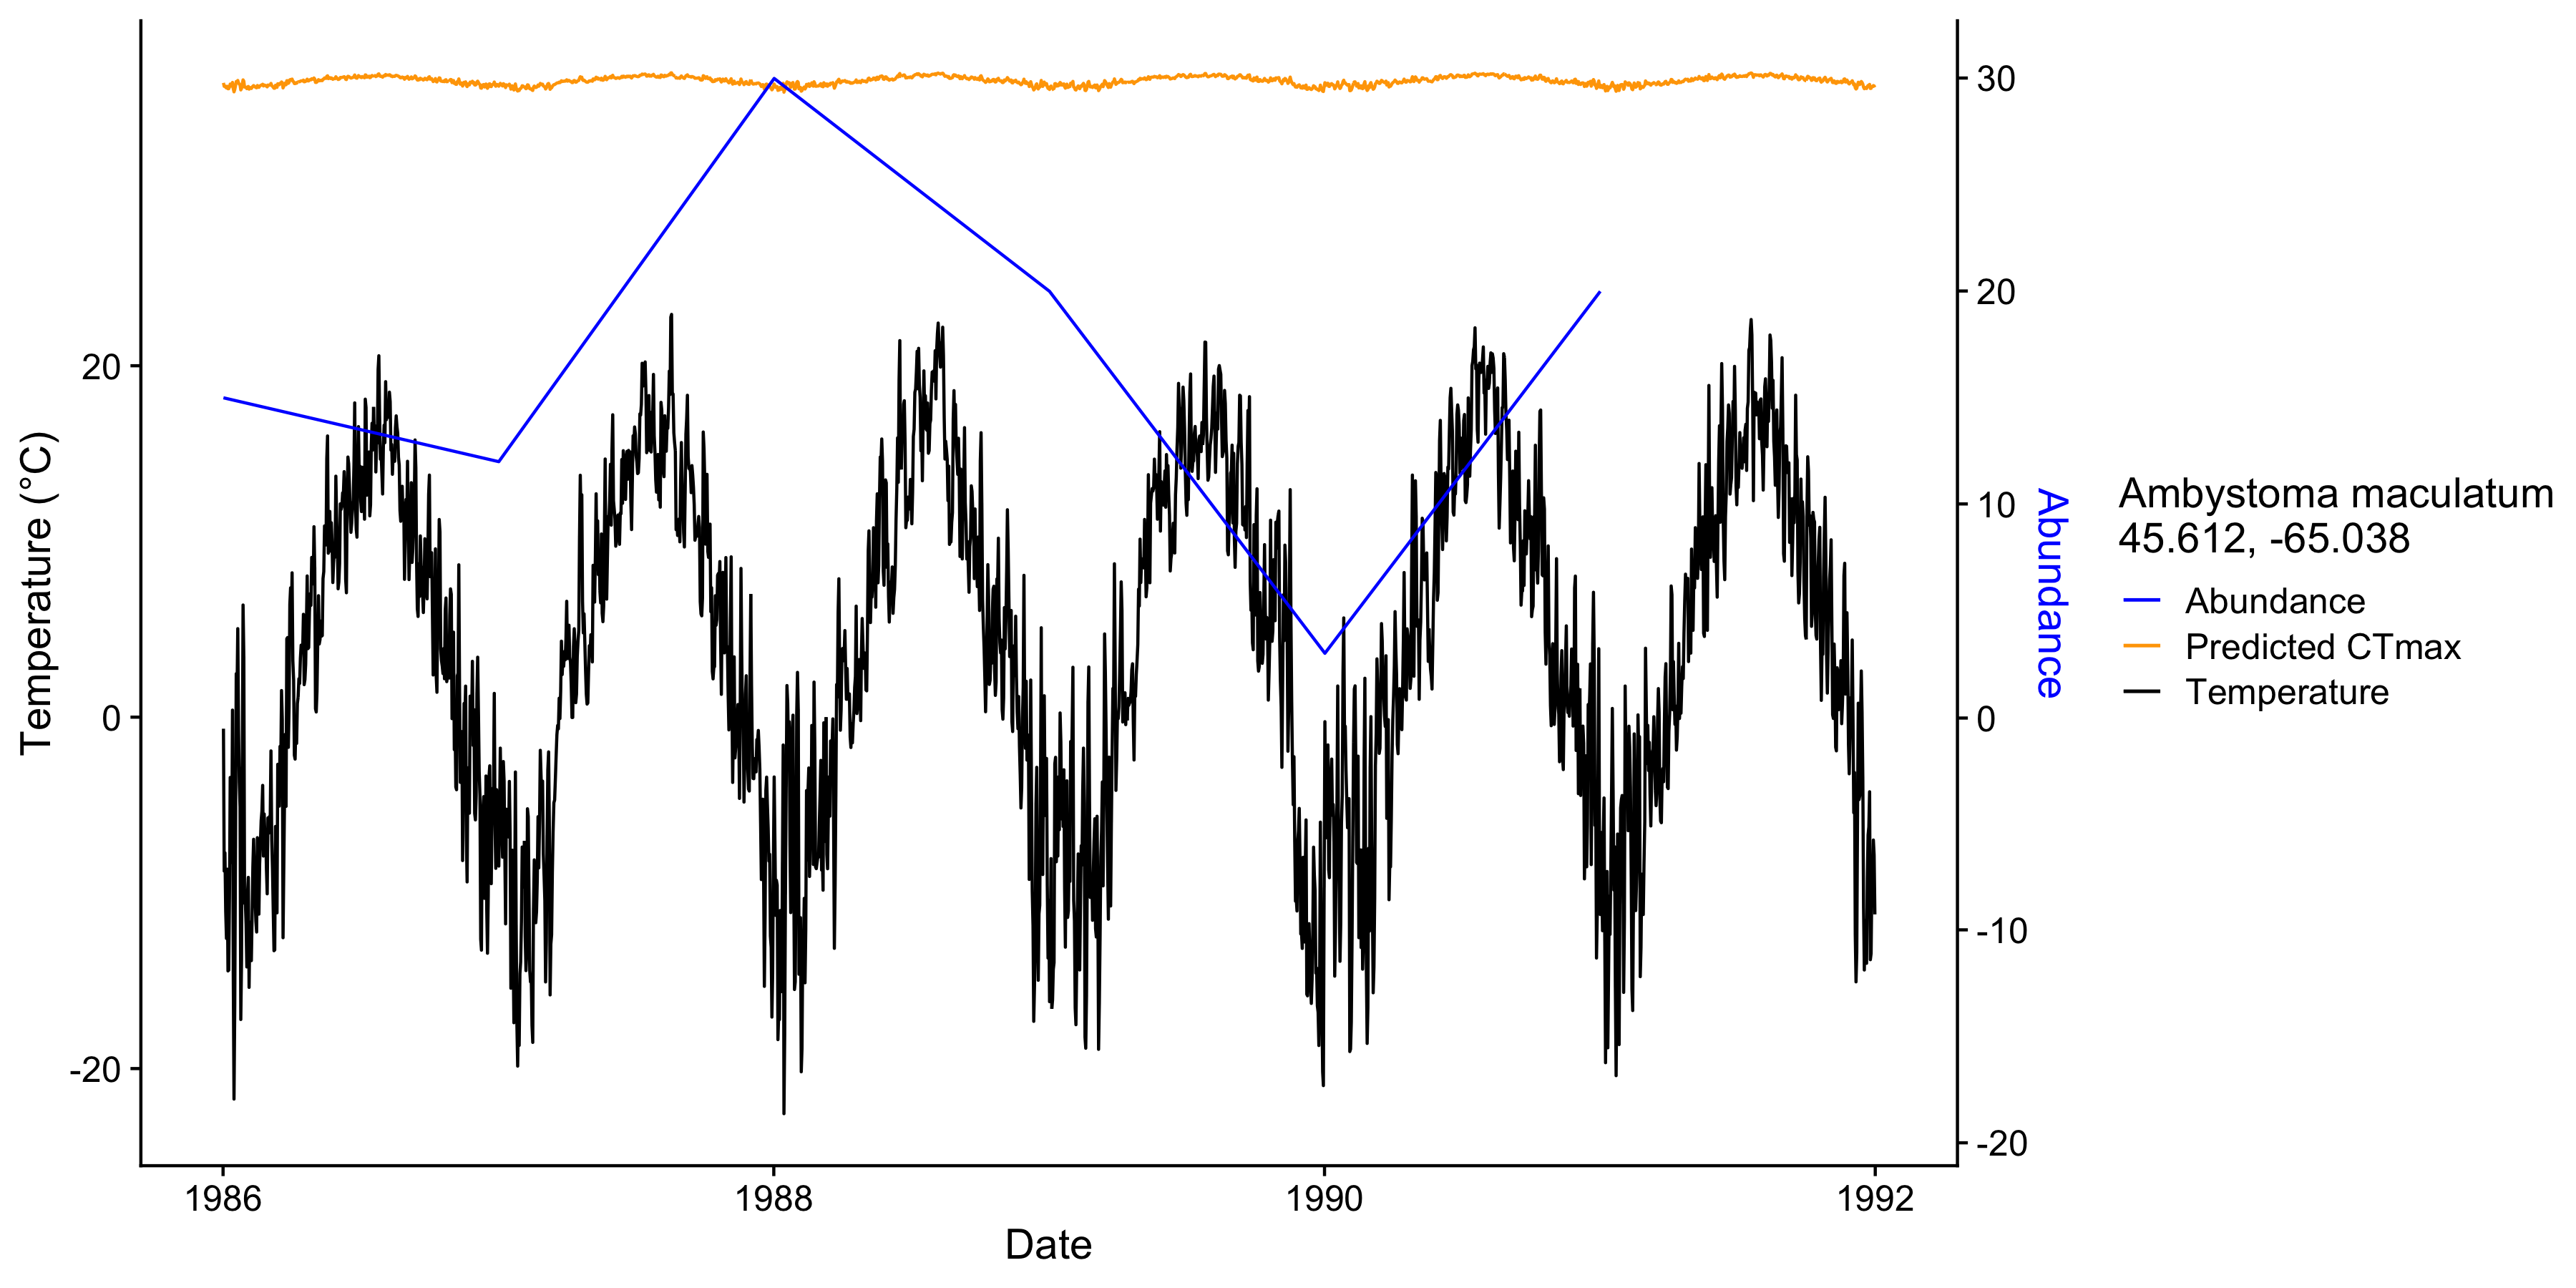 Temperature (°C)
20
0
-20
1986
1988
1990
1992
Date
30
20
10
0
-10
-20
Abundance
Ambystoma maculatum
45.612, -65.038
Abundance
Predicted CTmax
Temperature